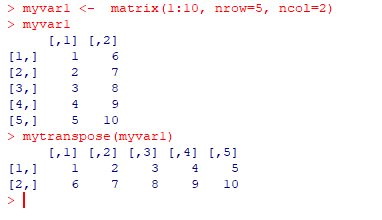 > myvar1 <-  matrix(1:10, nrow=5, ncol=2)
> myvar1
     [,1] [,2]
[1,]    1    6
[2,]    2    7
[3,]    3    8
[4,]    4    9
[5,]    5   10
> mytranspose(myvar1)
     [,1] [,2] [,3] [,4] [,5]
[1,]    1    2    3    4    5
[2,]    6    7    8    9   10
>